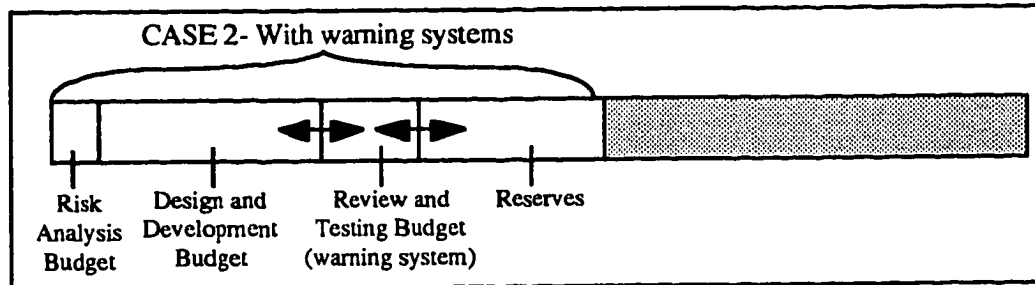 CASE 2- With warning systems
Risk
Analysis
Budget
Design and
Development
Budget
Review and
Testing Budget
(warning system)
Reserves